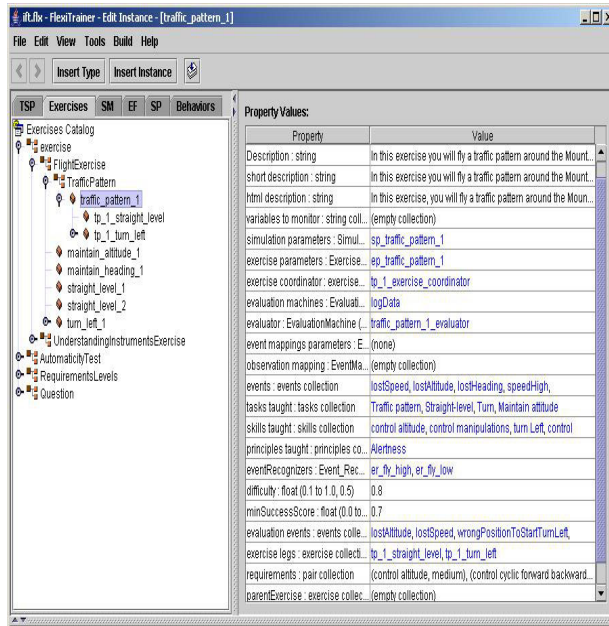 ift.flx - FlexiTrainer - Edit Instance - [traffic_pattern_1]
File Edit View Tools Build Help
Insert Type Insert Instance
TSP Exercises SM EF SP Behaviors
Exercises Catalog
exercise
FlightExercise
TrafficPattern
traffic_pattern_1
tp_1_straight_level
tp_1_turn_left
maintain_altitude_1
maintain_heading_1
straight_level_1
straight_level_2
turn_left_1
UnderstandingInstrumentsExercise
AutomaticityTest
RequirementsLevels
Question
Property Values:
Property Value
Description : string In this exercise you will fly a traffic pattern around the Mount...
short description : string In this exercise you will fly a traffic pattern around the Mount...
html description : string In this exercise, you will fly a traffic pattern around the Moun...
variables to monitor : string coll... (empty collection)
simulation parameters : Simul... sp_traffic_pattern_1
exercise parameters : Exercise... ep_traffic_pattern_1
exercise coordinator : exercise... tp_1_exercise_coordinator
evaluation machines : Evaluati... logData
evaluator : EvaluationMachine (... traffic_pattern_1_evaluator
event mappings parameters : E... (none)
observation mapping : EventMa... (empty collection)
events : events collection lostSpeed, lostAltitude, lostHeading, speedHigh,
tasks taught : tasks collection Traffic pattern, Straight-level, Turn, Maintain attitude
skills taught : skills collection control altitude, control manipulations, turn Left, control
principles taught : principles co... Alertness
eventRecognizers : Event_Rec... er_fly_high, er_fly_low
difficulty : float (0.1 to 1.0, 0.5) 0.8
minSuccessScore : float (0.0 to... 0.7
evaluation events : events colle... lostAltitude, lostSpeed, wrongPositionToStartTurnLeft,
exercise legs : exercise collecti... tp_1_straight_level, tp_1_turn_left
requirements : pair collection (control altitude, medium), (control cyclic forward backward...
parentExercise : exercise collec... (empty collection)